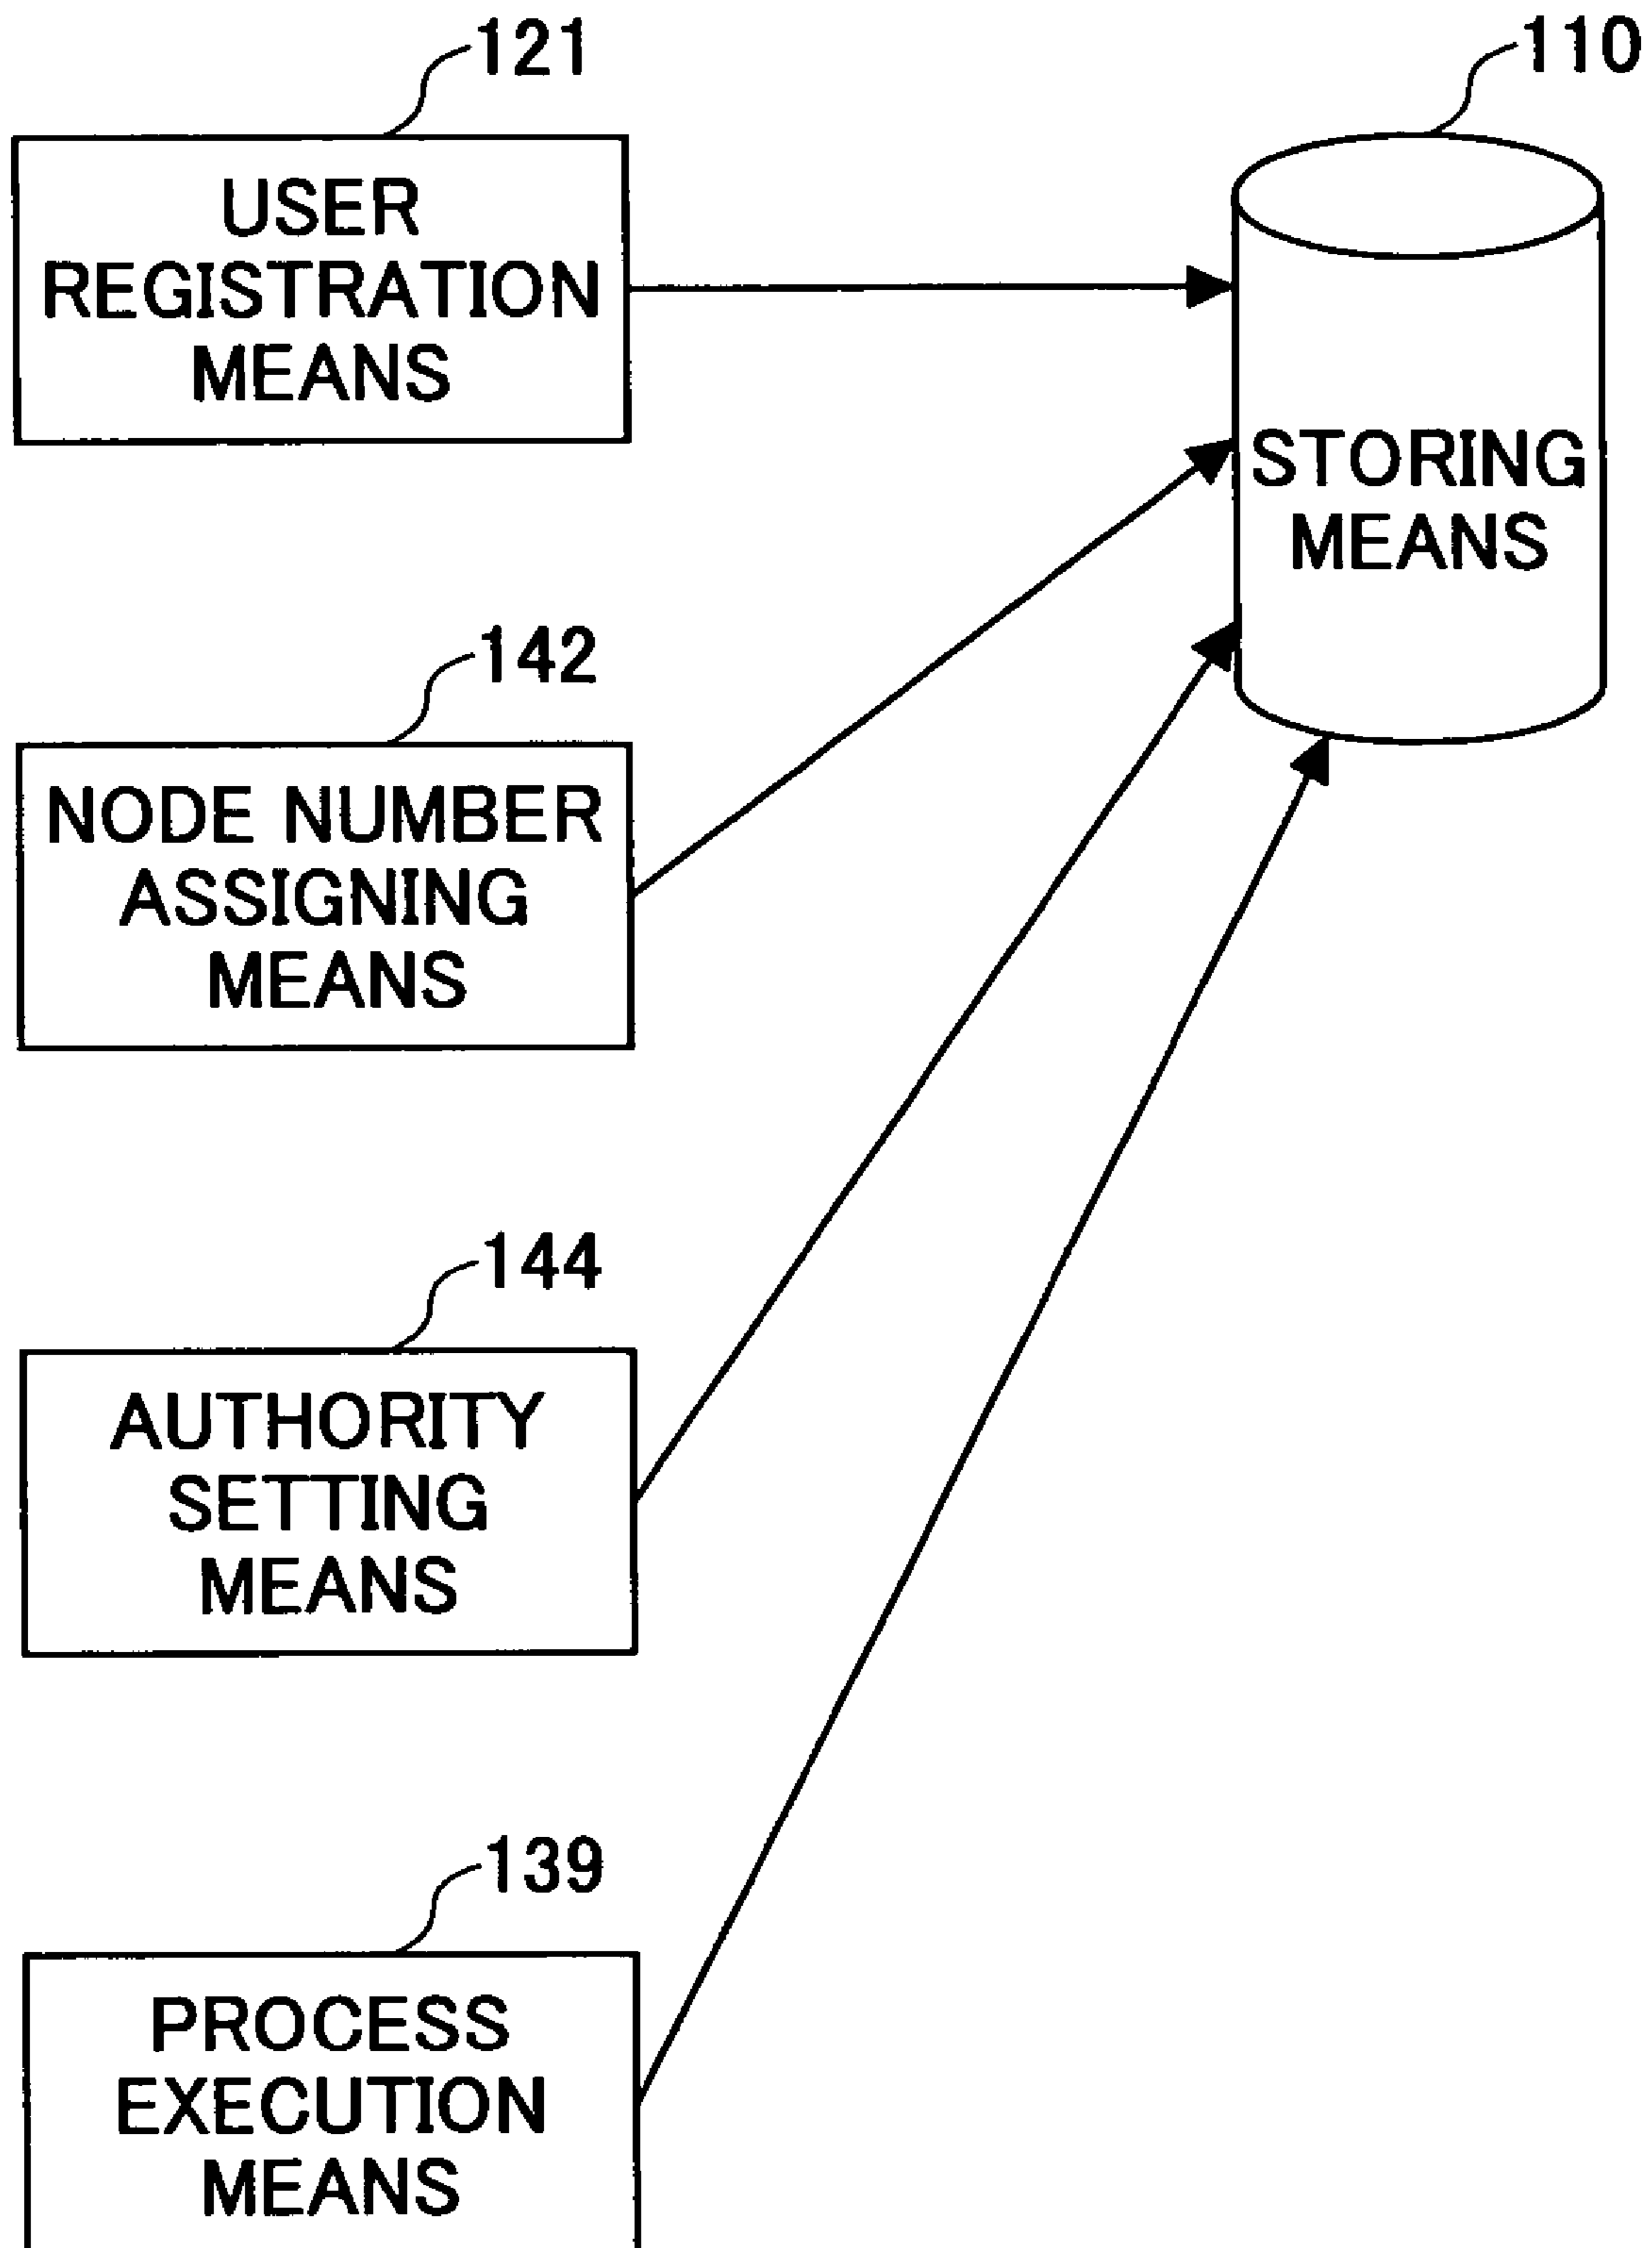 121
USER
REGISTRATION
MEANS
110
STORING
MEANS
142
NODE NUMBER
ASSIGNING
MEANS
144
AUTHORITY
SETTING
MEANS
139
PROCESS
EXECUTION
MEANS